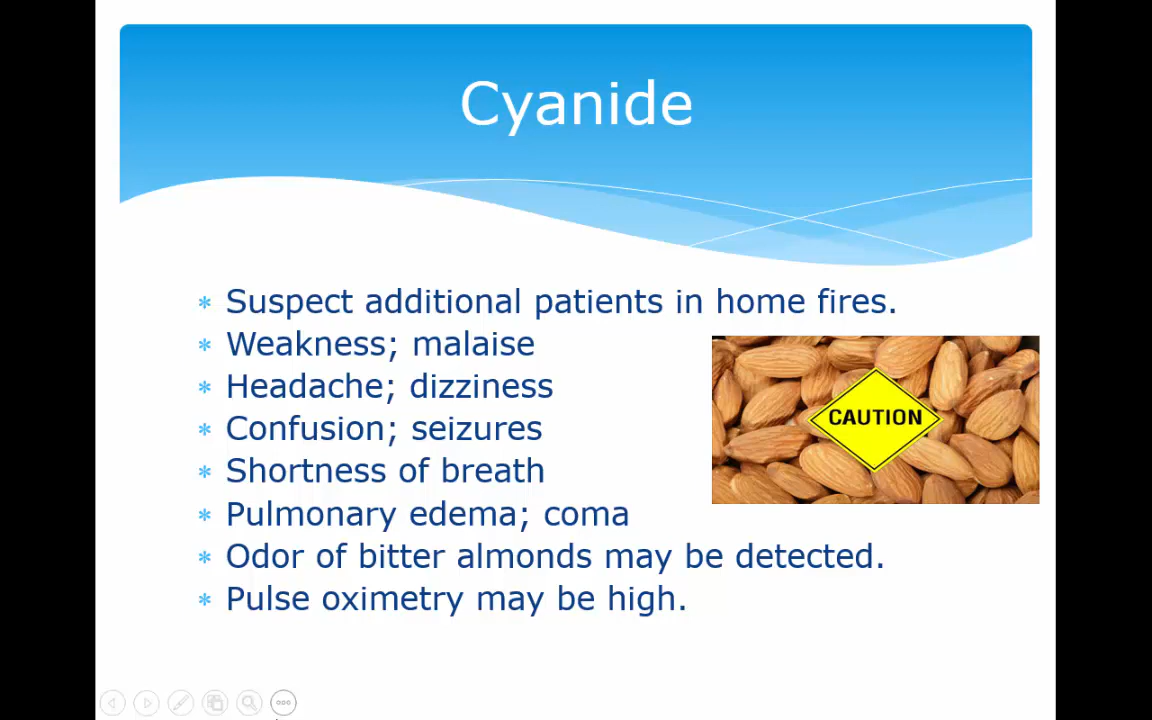 Cyanide
* Suspect additional patients in home fires.
* Weakness; malaise
* Headache; dizziness
* Confusion; seizures
CAUTION
* Shortness of breath
* Pulmonary edema; coma
* Odor of bitter almonds may be detected.
* Pulse oximetry may be high.